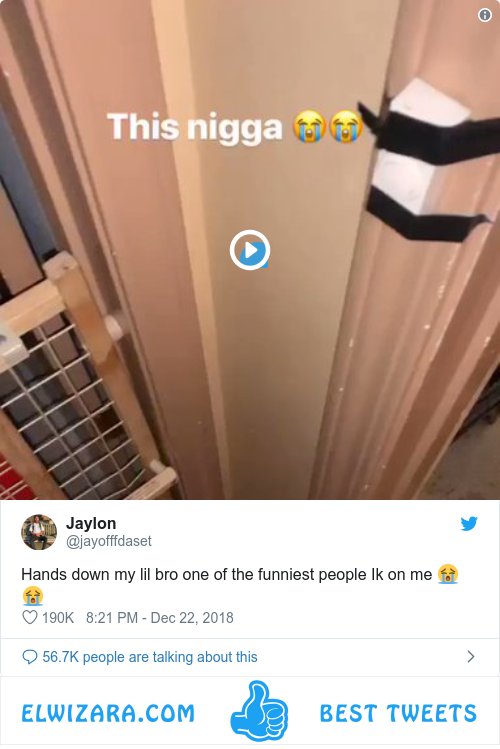 This nigga 😭😭
Jaylon
@jayofffdaset
Hands down my lil bro one of the funniest people Ik on me 😭
😭
190K 8:21 PM - Dec 22, 2018
56.7K people are talking about this
ELWIZARA.COM BEST TWEETS